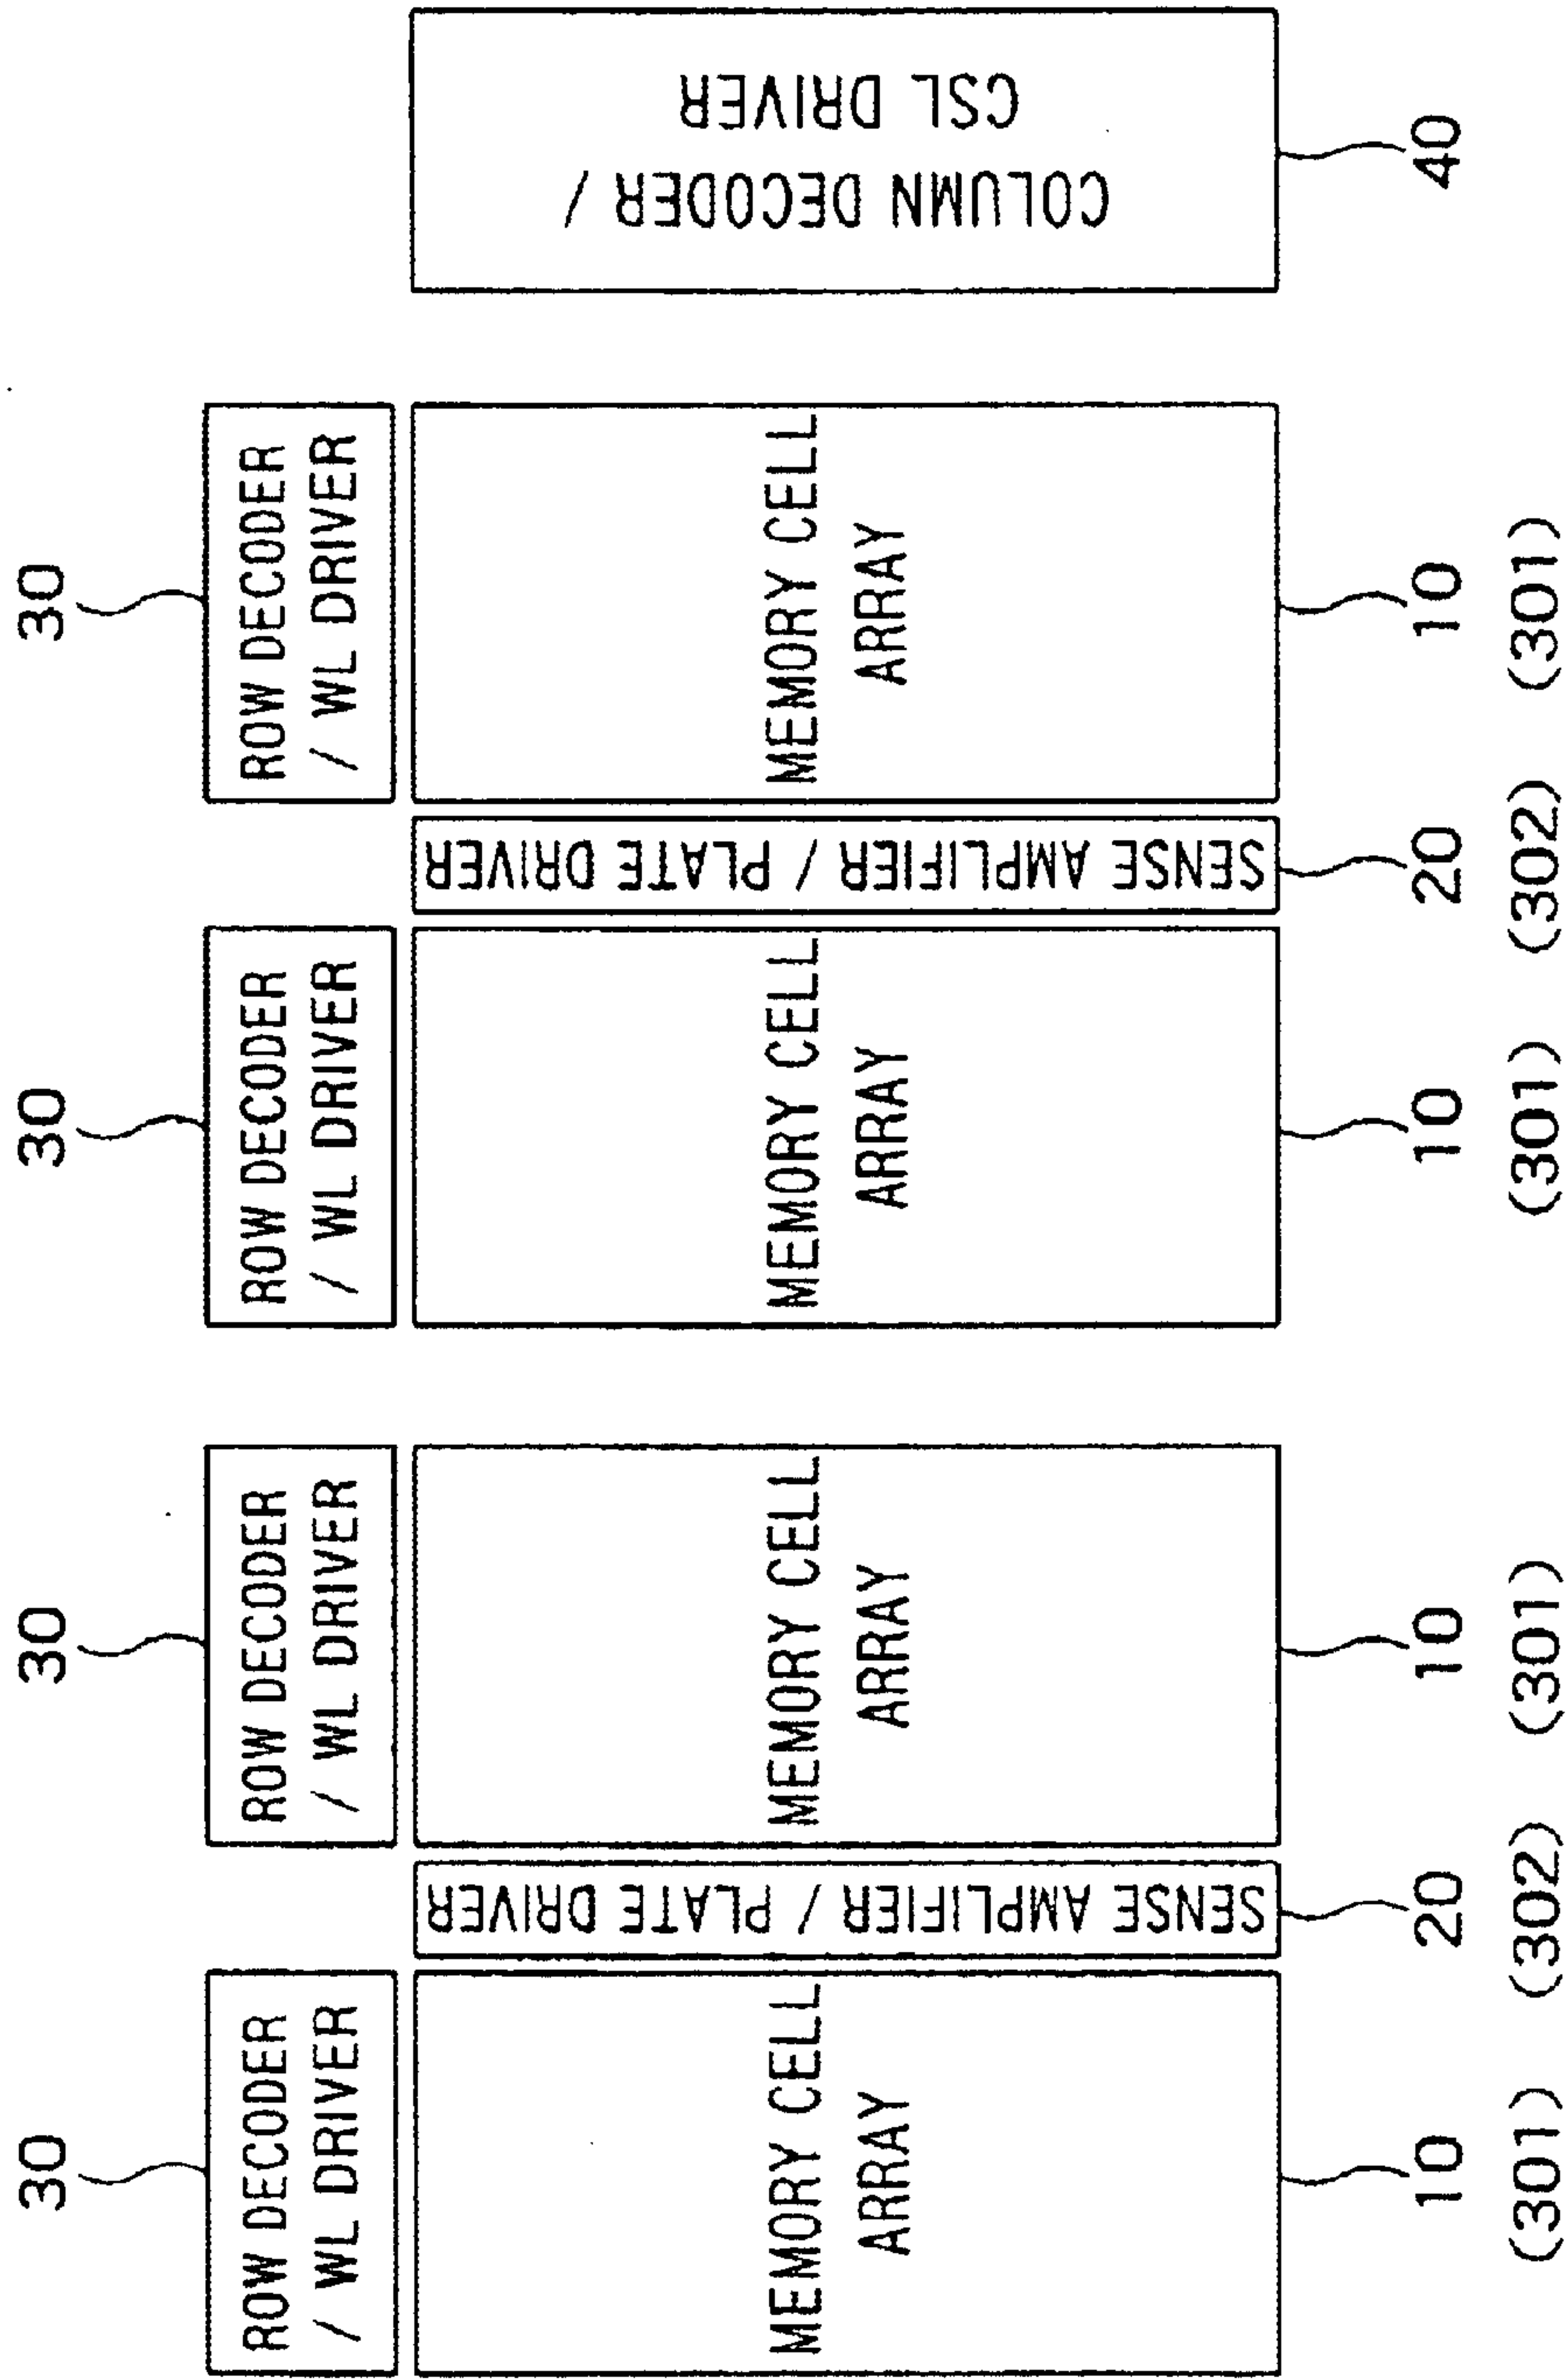 30
30
30
30
ROW DECODER
/ WL DRIVER
ROW DECODER
/ WL DRIVER
ROW DECODER
/ WL DRIVER
ROW DECODER
/ WL DRIVER
MEMORY CELL
ARRAY
SENSE AMPLIFIER / PLATE DRIVER
MEMORY CELL
ARRAY
MEMORY CELL
ARRAY
SENSE AMPLIFIER / PLATE DRIVER
MEMORY CELL
ARRAY
COLUMN DECODER /
CSL DRIVER
10
20
10
10
20
10
40
(301)
(302)
(301)
(301)
(302)
(301)